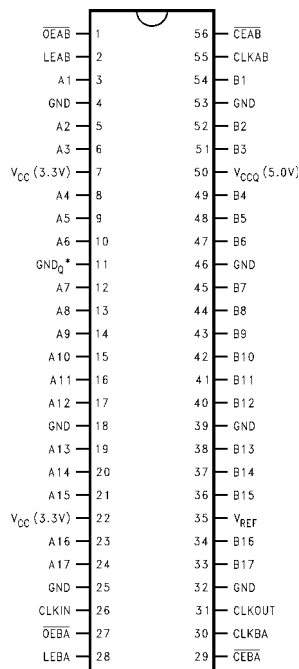 OEAB 1 56 CEAB
LEAB 2 55 CLKAB
A1 3 54 B1
GND 4 53 GND
A2 5 52 B2
A3 6 51 B3
VCC (3.3V) 7 50 VCCQ (5.0V)
A4 8 49 B4
A5 9 48 B5
A6 10 47 B6
GNDQ* 11 46 GND
A7 12 45 B7
A8 13 44 B8
A9 14 43 B9
A10 15 42 B10
A11 16 41 B11
A12 17 40 B12
GND 18 39 GND
A13 19 38 B13
A14 20 37 B14
A15 21 36 B15
VCC (3.3V) 22 35 VREF
A16 23 34 B16
A17 24 33 B17
GND 25 32 GND
CLKIN 26 31 CLKOUT
OEBA 27 30 CLKBA
LEBA 28 29 CEBA